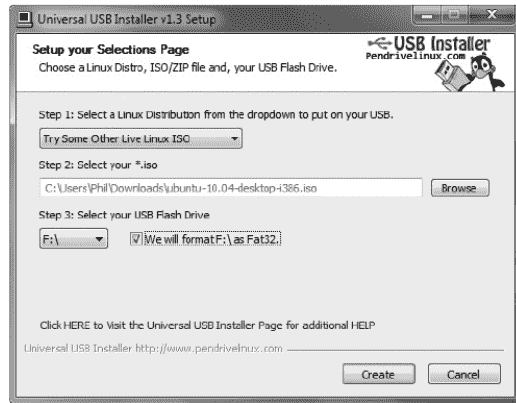 Universal USB Installer v1.3 Setup
Setup your Selections Page
Choose a Linux Distro, ISO/ZIP file and, your USB Flash Drive.
USB Installer
Pendrivelinux.com
Step 1: Select a Linux Distribution from the dropdown to put on your USB.
Try Some Other Live Linux ISO
Step 2: Select your *.iso
C:\Users\Phil\Downloads\ubuntu-10.04-desktop-i386.iso
Browse
Step 3: Select your USB Flash Drive
F:\
We will format F:\ as Fat32.
Click HERE to Visit the Universal USB Installer Page for additional HELP
Universal USB Installer http://www.pendrivelinux.com
Create
Cancel